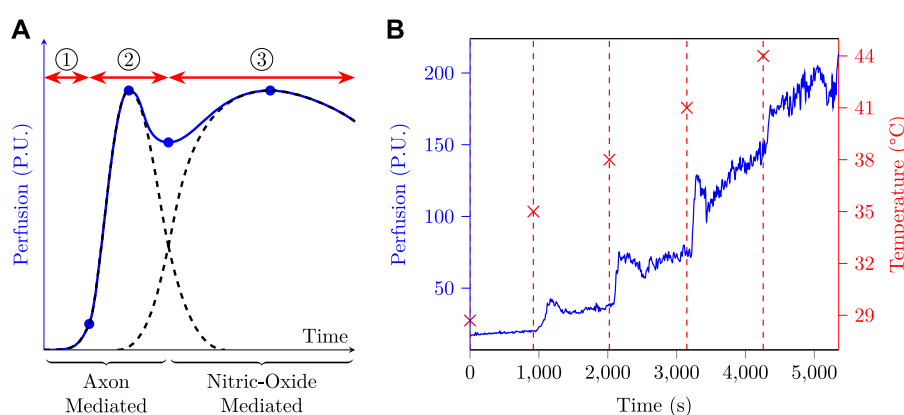 A
①
②
③
Perfusion (P.U.)
Time
Axon
Mediated
Nitric-Oxide
Mediated
B
200
150
100
50
Perfusion (P.U.)
44
41
38
35
32
29
Temperature (°C)
0
1,000
2,000
3,000
4,000
5,000
Time (s)